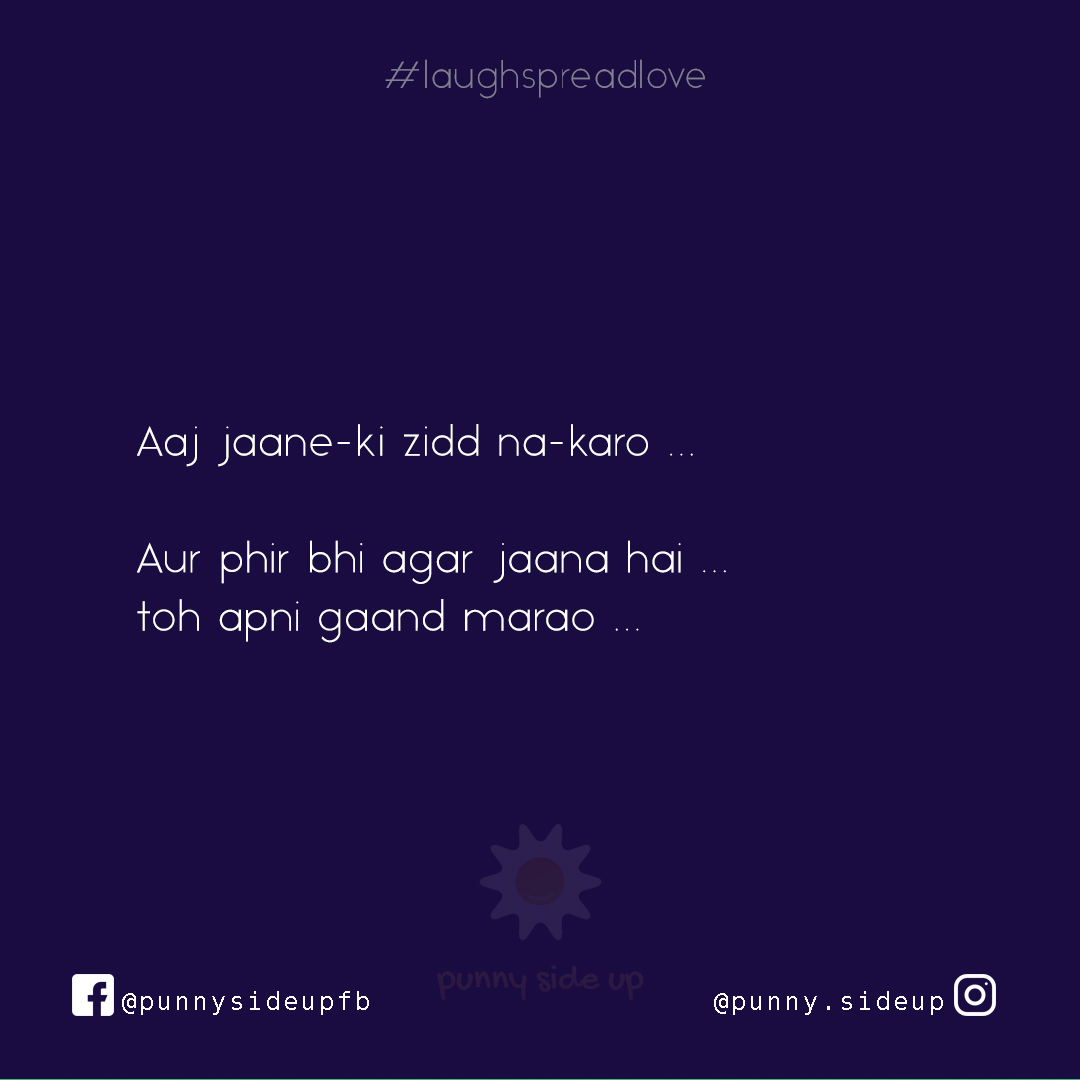 #laughspreadlove
Aaj jaane-ki zidd na-karo ...
Aur phir bhi agar jaana hai ...
toh apni gaand marao ...
punny side up
@punnysideupfb
@punny.sideup